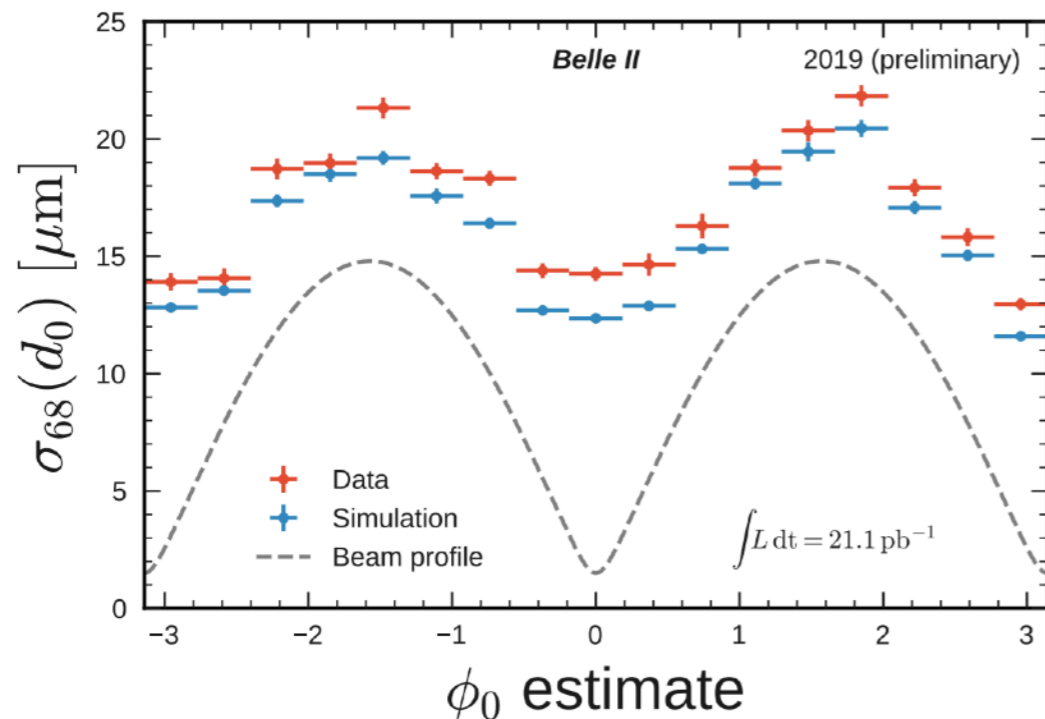 25
20
15
10
5
0
σ₆₈(d₀) [μm]
Belle II
2019 (preliminary)
Data
Simulation
Beam profile
∫L dt = 21.1 pb⁻¹
−3 −2 −1 0 1 2 3
ϕ₀ estimate